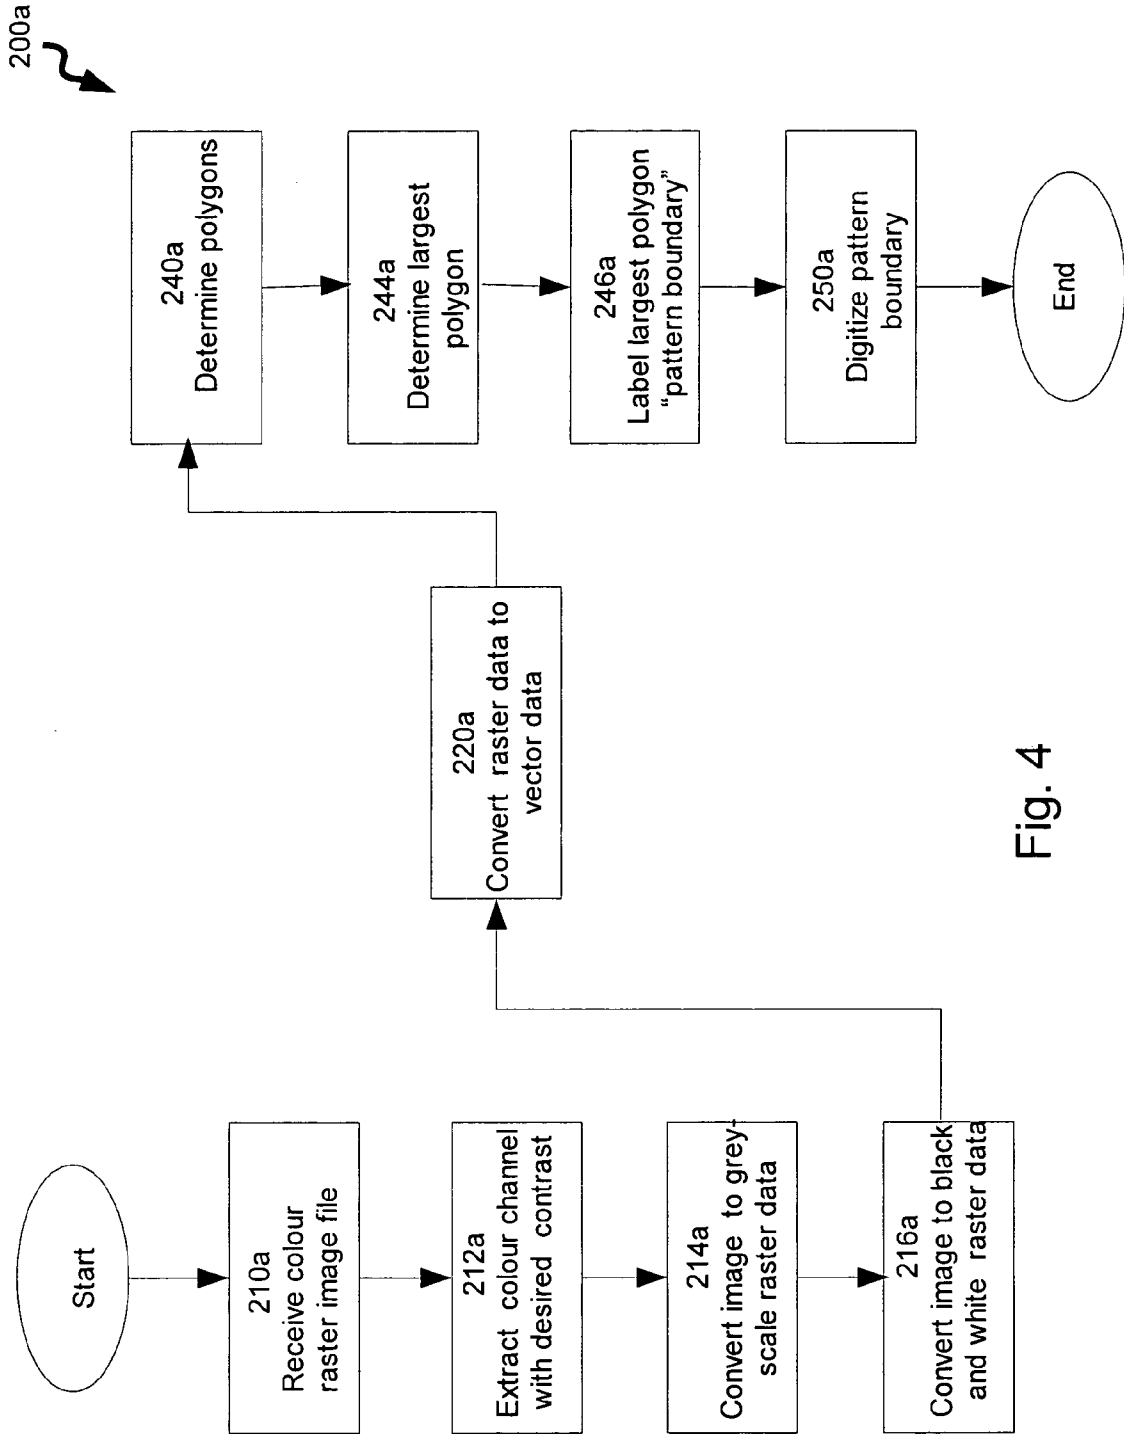 200a
Start
210a
Receive colour
raster image file
212a
Extract colour channel
with desired contrast
214a
Convert image to grey-
scale raster data
216a
Convert image to black
and white raster data
220a
Convert raster data to
vector data
240a
Determine polygons
244a
Determine largest
polygon
246a
Label largest polygon
“pattern boundary”
250a
Digitize pattern
boundary
End
Fig. 4